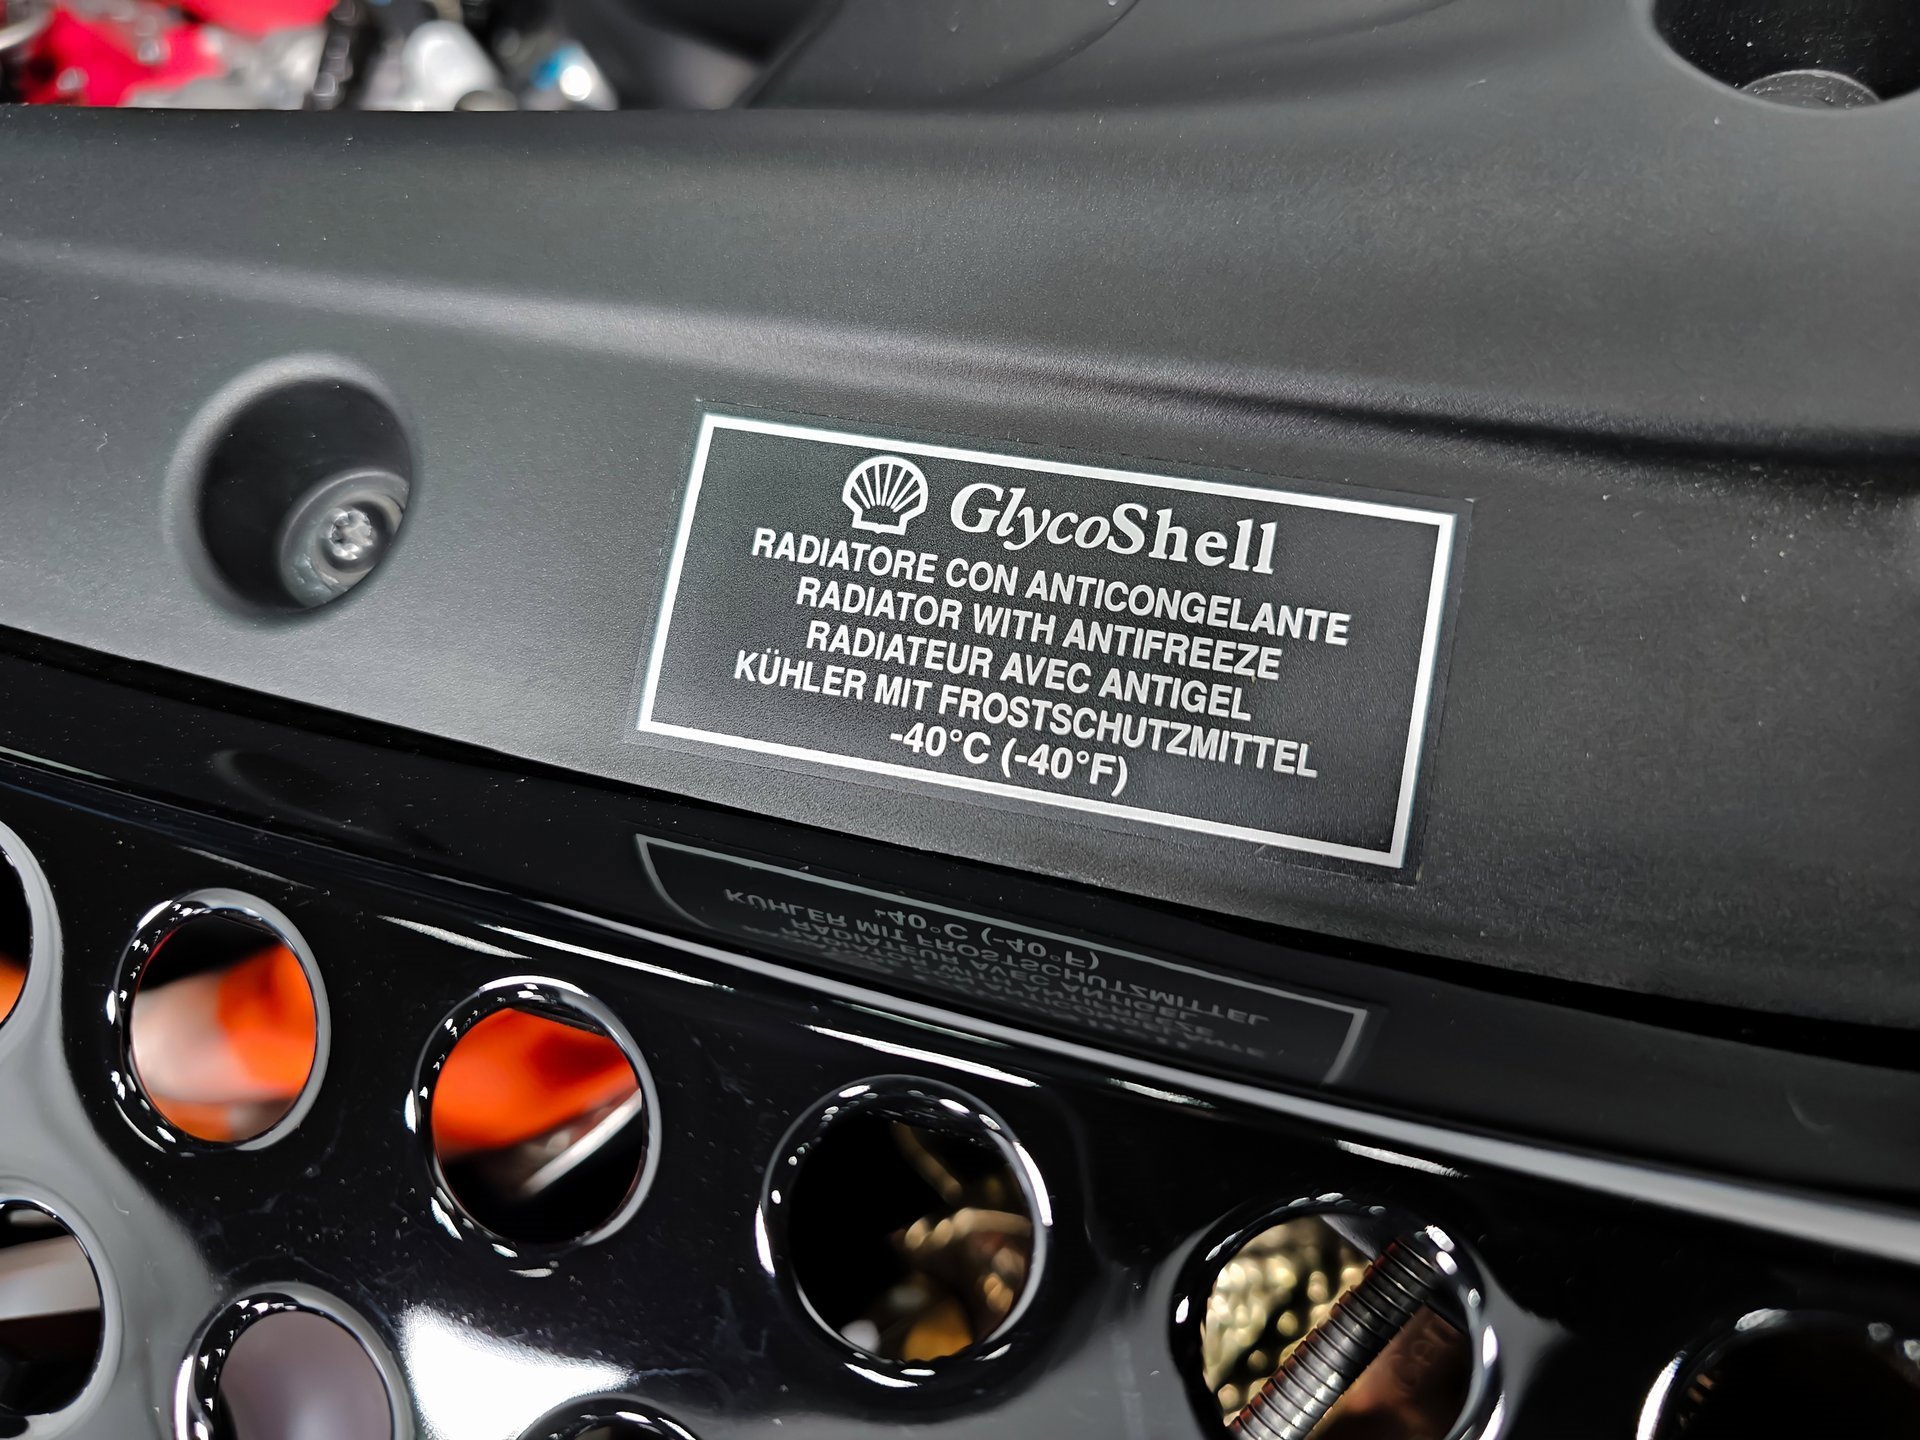 GlycoShell
RADIATORE CON ANTICONGELANTE
RADIATOR WITH ANTIFREEZE
RADIATEUR AVEC ANTIGEL
KÜHLER MIT FROSTSCHUTZMITTEL
-40°C (-40°F)